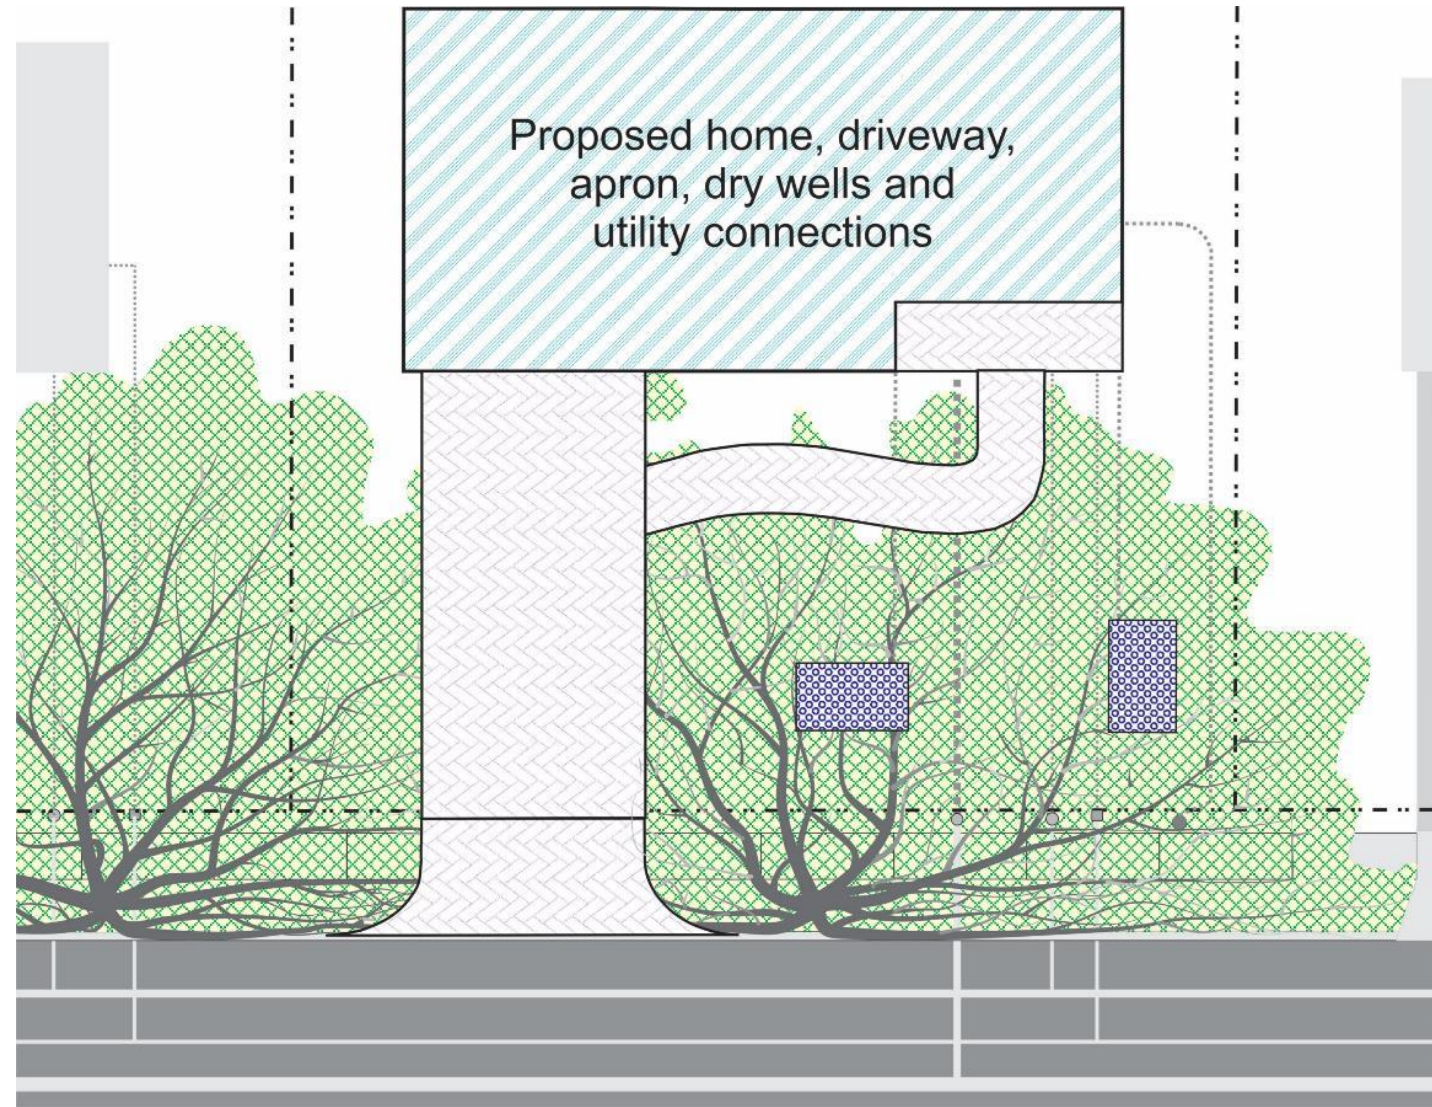 Proposed home, driveway,
apron, dry wells and
utility connections